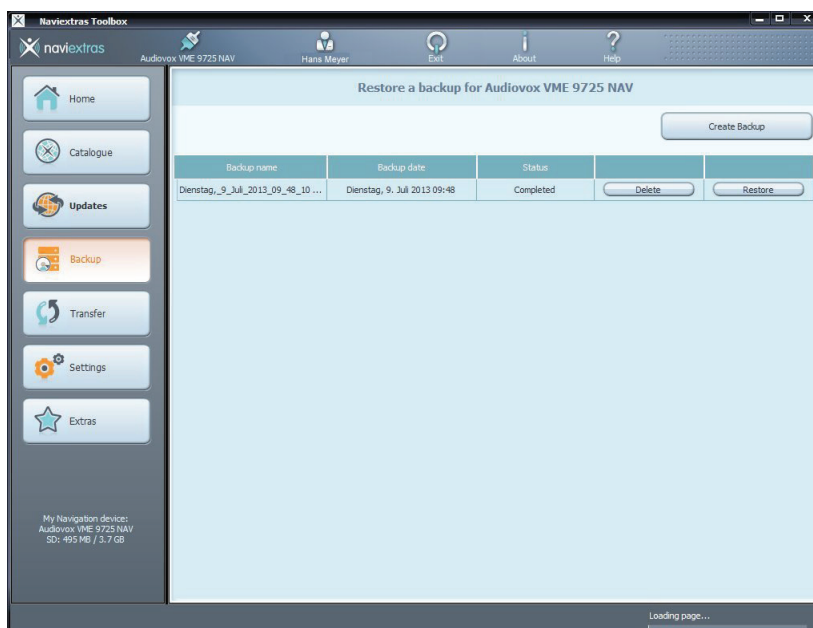 Naviextras Toolbox
naviextras
Audiovox VME 9725 NAV
Hans Meyer
Exit
About
Help
Home
Catalogue
Updates
Backup
Transfer
Settings
Extras
My Navigation device:
Audiovox VME 9725 NAV
SD: 495 MB / 3.7 GB
Restore a backup for Audiovox VME 9725 NAV
Create Backup
Backup name Backup date Status
Dienstag,_9_Juli_2013_09_48_10 ... Dienstag, 9. Juli 2013 09:48 Completed Delete Restore
Loading page...